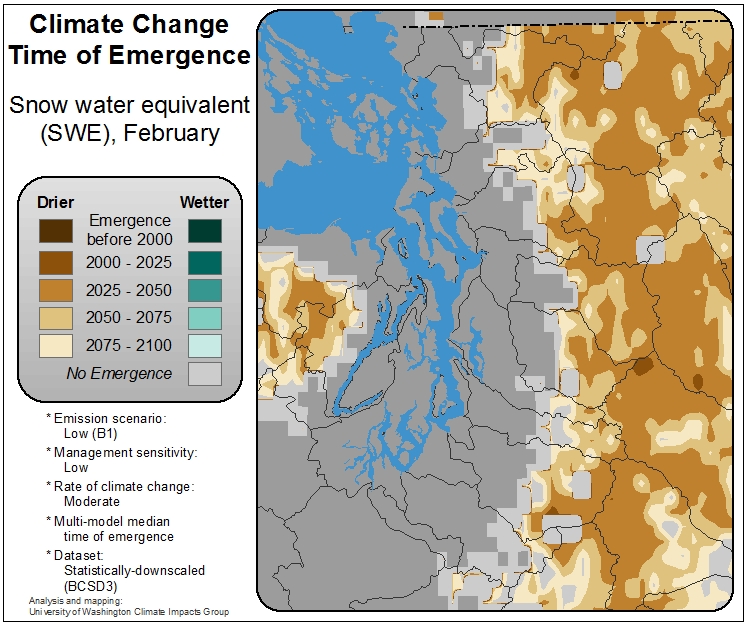 Climate Change
Time of Emergence
Snow water equivalent
(SWE), February
Drier Wetter
Emergence
before 2000
2000 - 2025
2025 - 2050
2050 - 2075
2075 - 2100
No Emergence
* Emission scenario:
Low (B1)
* Management sensitivity:
Low
* Rate of climate change:
Moderate
* Multi-model median
time of emergence
* Dataset:
Statistically-downscaled
(BCSD3)
Analysis and mapping:
University of Washington Climate Impacts Group